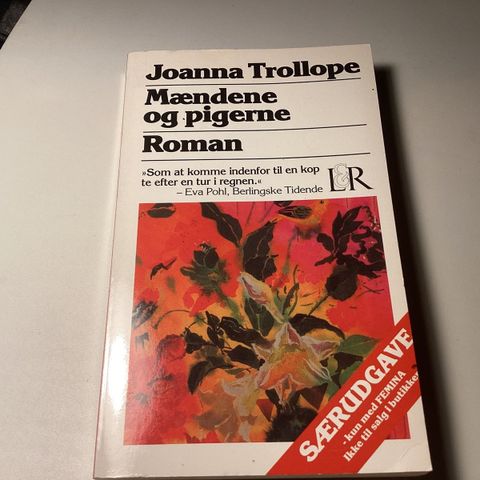 Joanna Trollope
Mændene
og pigerne
Roman
»Som at komme indenfor til en kop
te efter en tur i regnen.«
– Eva Pohl, Berlingske Tidende
L&R
SÆRUDGAVE
- kun med FEMINA
Ikke til salg i butikker